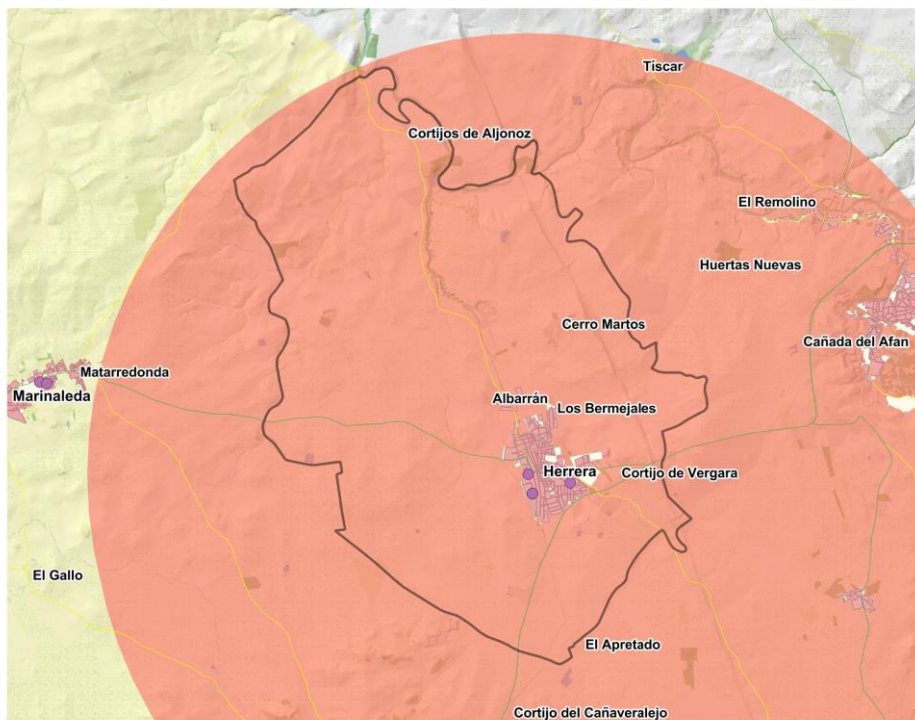 Tíscar
Cortijos de Aljonoz
El Remolino
Huertas Nuevas
Cerro Martos
Cañada del Afan
Matarredonda
Marinaleda
Albarrán
Los Bermejales
Herrera
Cortijo de Vergara
El Gallo
El Apretado
Cortijo del Cañaveralejo